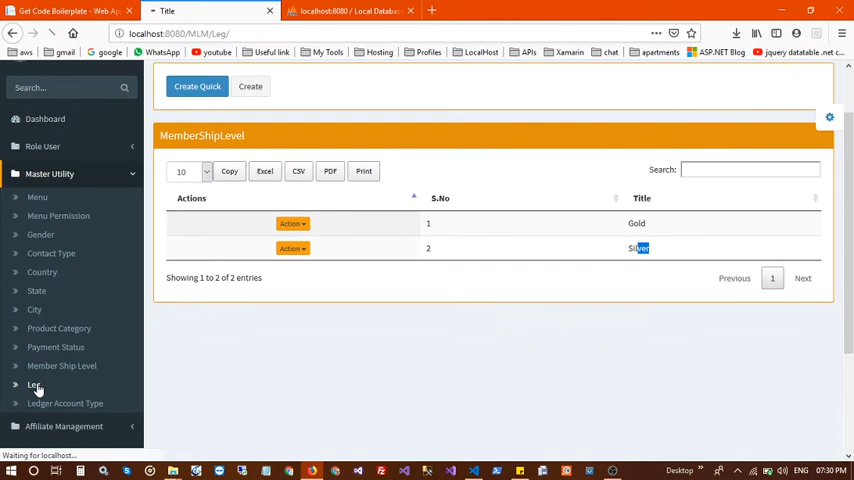 Get Code Boilerplate - Web Ap
Title
localhost:8080 / Local Databas
localhost:8080/MLM/Leg/
aws gmail google WhatsApp youtube Useful link My Tools Hosting Profiles LocalHost APIs Xamarin chat apartments ASP.NET Blog jquery datatable .net c...
Search...
Create Quick Create
Dashboard
Role User
MemberShipLevel
Master Utility
10 Copy Excel CSV PDF Print Search:
Menu
Actions S.No Title
Menu Permission
Action 1 Gold
Gender
Action 2 Silver
Contact Type
Country
Showing 1 to 2 of 2 entries Previous 1 Next
State
City
Product Category
Payment Status
Member Ship Level
Leg
Ledger Account Type
Affiliate Management
Waiting for localhost...
Desktop ENG 07:30 PM